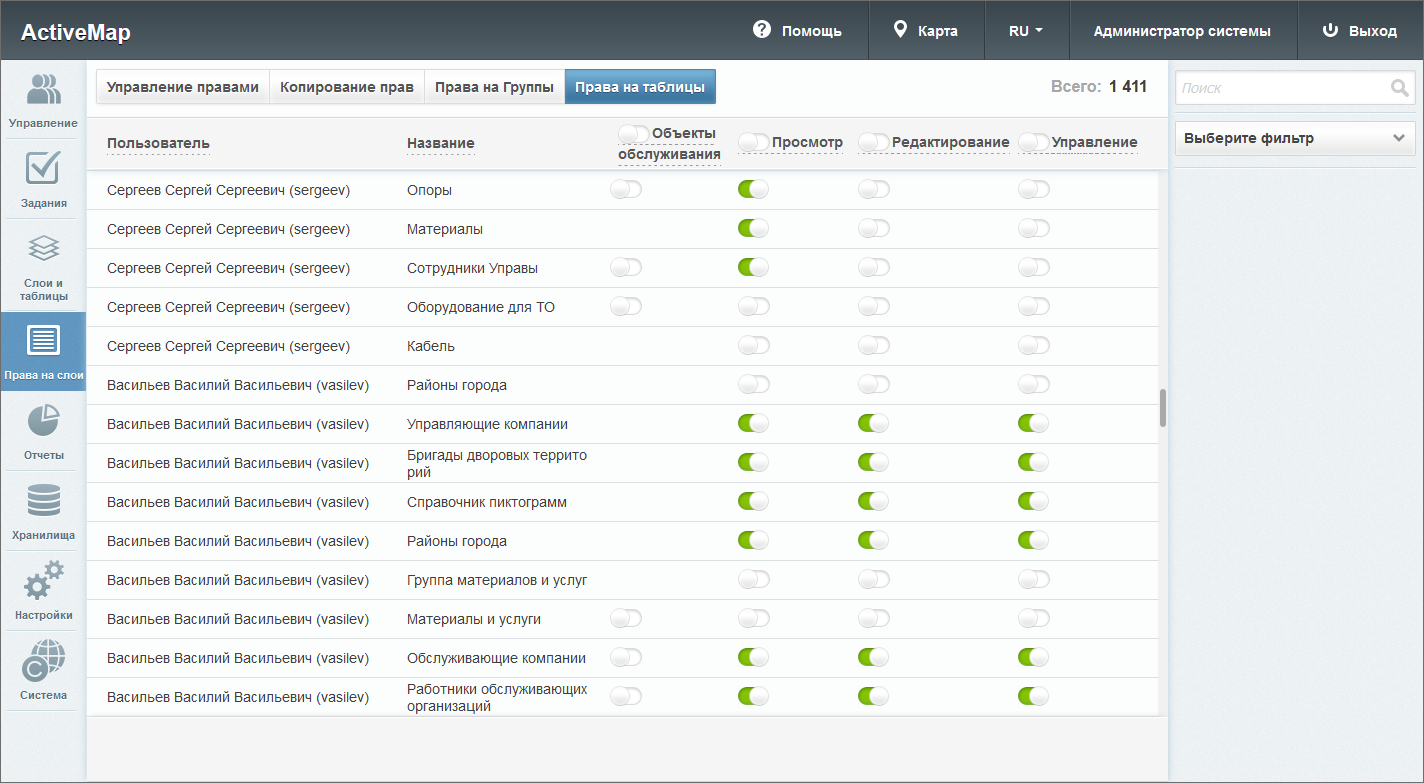 ActiveMap
Помощь
Карта
RU
Администратор системы
Выход
Управление
Задания
Слои и
таблицы
Права на слои
Отчеты
Хранилища
Настройки
Система
Управление правами
Копирование прав
Права на Группы
Права на таблицы
Всего: 1 411
Пользователь
Название
Объекты
обслуживания
Просмотр
Редактирование
Управление
Сергеев Сергей Сергеевич (sergeev) Опоры
Сергеев Сергей Сергеевич (sergeev) Материалы
Сергеев Сергей Сергеевич (sergeev) Сотрудники Управы
Сергеев Сергей Сергеевич (sergeev) Оборудование для ТО
Сергеев Сергей Сергеевич (sergeev) Кабель
Васильев Василий Васильевич (vasilev) Районы города
Васильев Василий Васильевич (vasilev) Управляющие компании
Васильев Василий Васильевич (vasilev) Бригады дворовых террито
рий
Васильев Василий Васильевич (vasilev) Справочник пиктограмм
Васильев Василий Васильевич (vasilev) Районы города
Васильев Василий Васильевич (vasilev) Группа материалов и услуг
Васильев Василий Васильевич (vasilev) Материалы и услуги
Васильев Василий Васильевич (vasilev) Обслуживающие компании
Васильев Василий Васильевич (vasilev) Работники обслуживающих
организаций
Поиск
Выберите фильтр